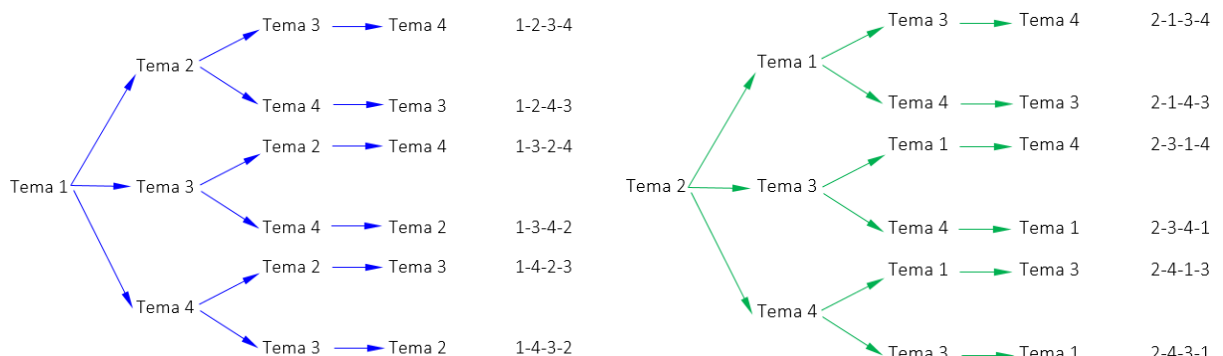 Tema 3 Tema 4 1-2-3-4
Tema 2
Tema 4 Tema 3 1-2-4-3
Tema 2 Tema 4 1-3-2-4
Tema 1 Tema 3
Tema 4 Tema 2 1-3-4-2
Tema 2 Tema 3 1-4-2-3
Tema 4
Tema 3 Tema 2 1-4-3-2
Tema 3 Tema 4 2-1-3-4
Tema 1
Tema 4 Tema 3 2-1-4-3
Tema 1 Tema 4 2-3-1-4
Tema 2 Tema 3
Tema 4 Tema 1 2-3-4-1
Tema 1 Tema 3 2-4-1-3
Tema 4
Tema 3 Tema 1 2-4-3-1